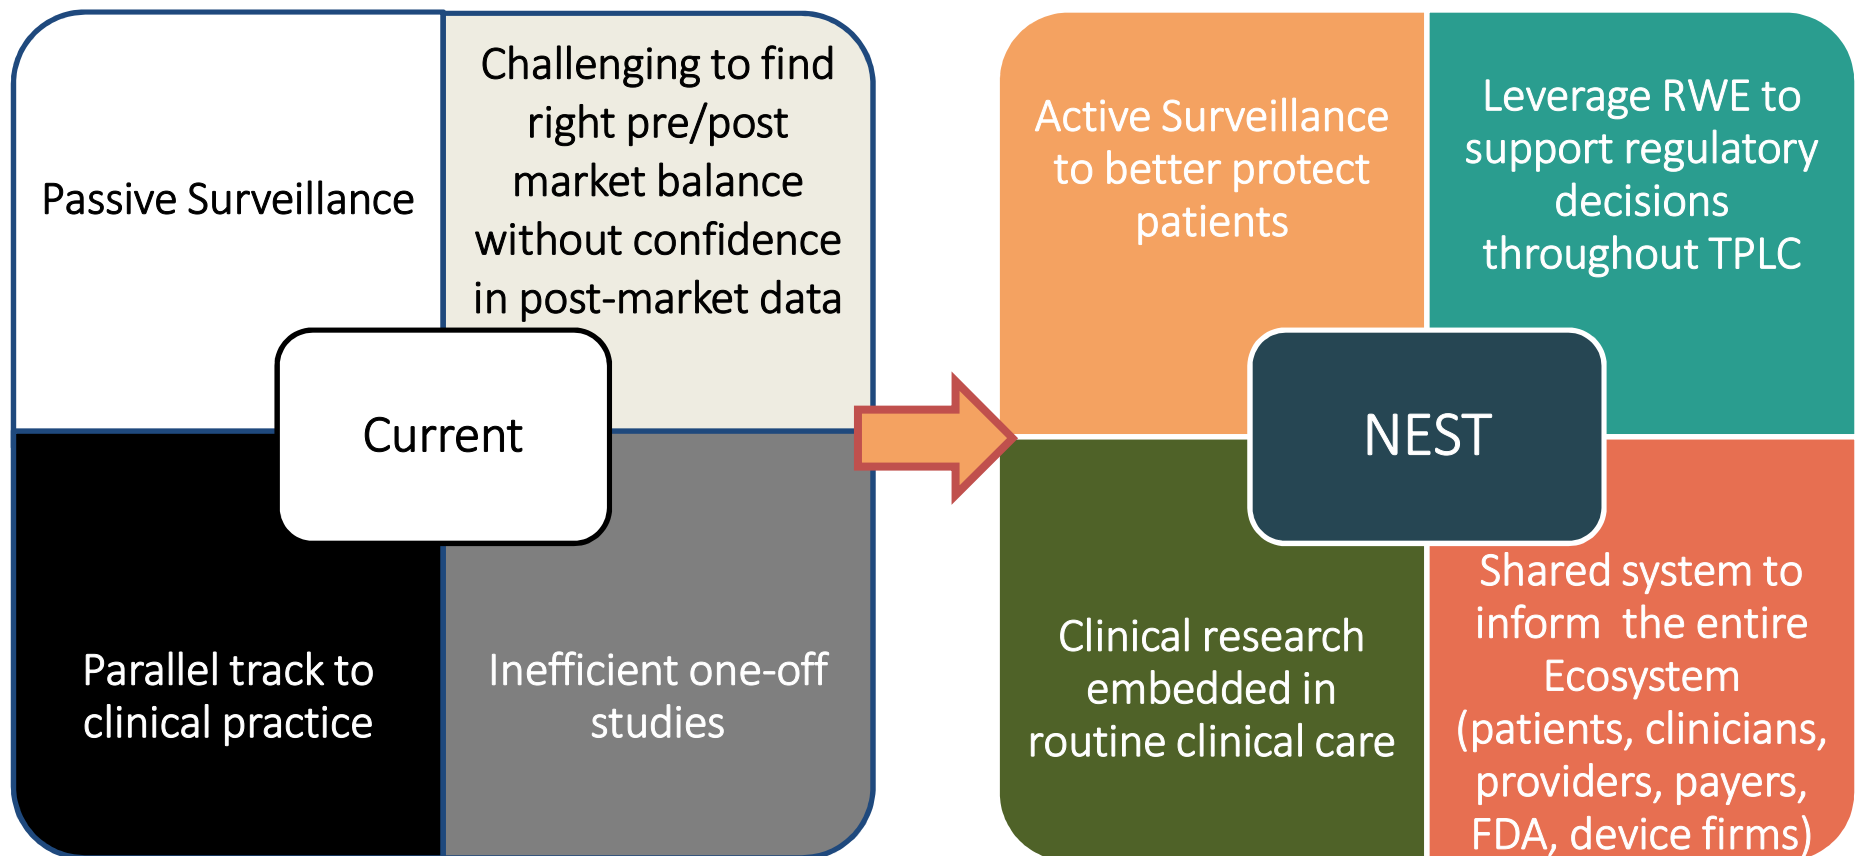 Passive Surveillance
Challenging to find
right pre/post
market balance
without confidence
in post-market data
Current
Parallel track to
clinical practice
Inefficient one-off
studies
Active Surveillance
to better protect
patients
Leverage RWE to
support regulatory
decisions
throughout TPLC
NEST
Clinical research
embedded in
routine clinical care
Shared system to
inform  the entire
Ecosystem
(patients, clinicians,
providers, payers,
FDA, device firms)